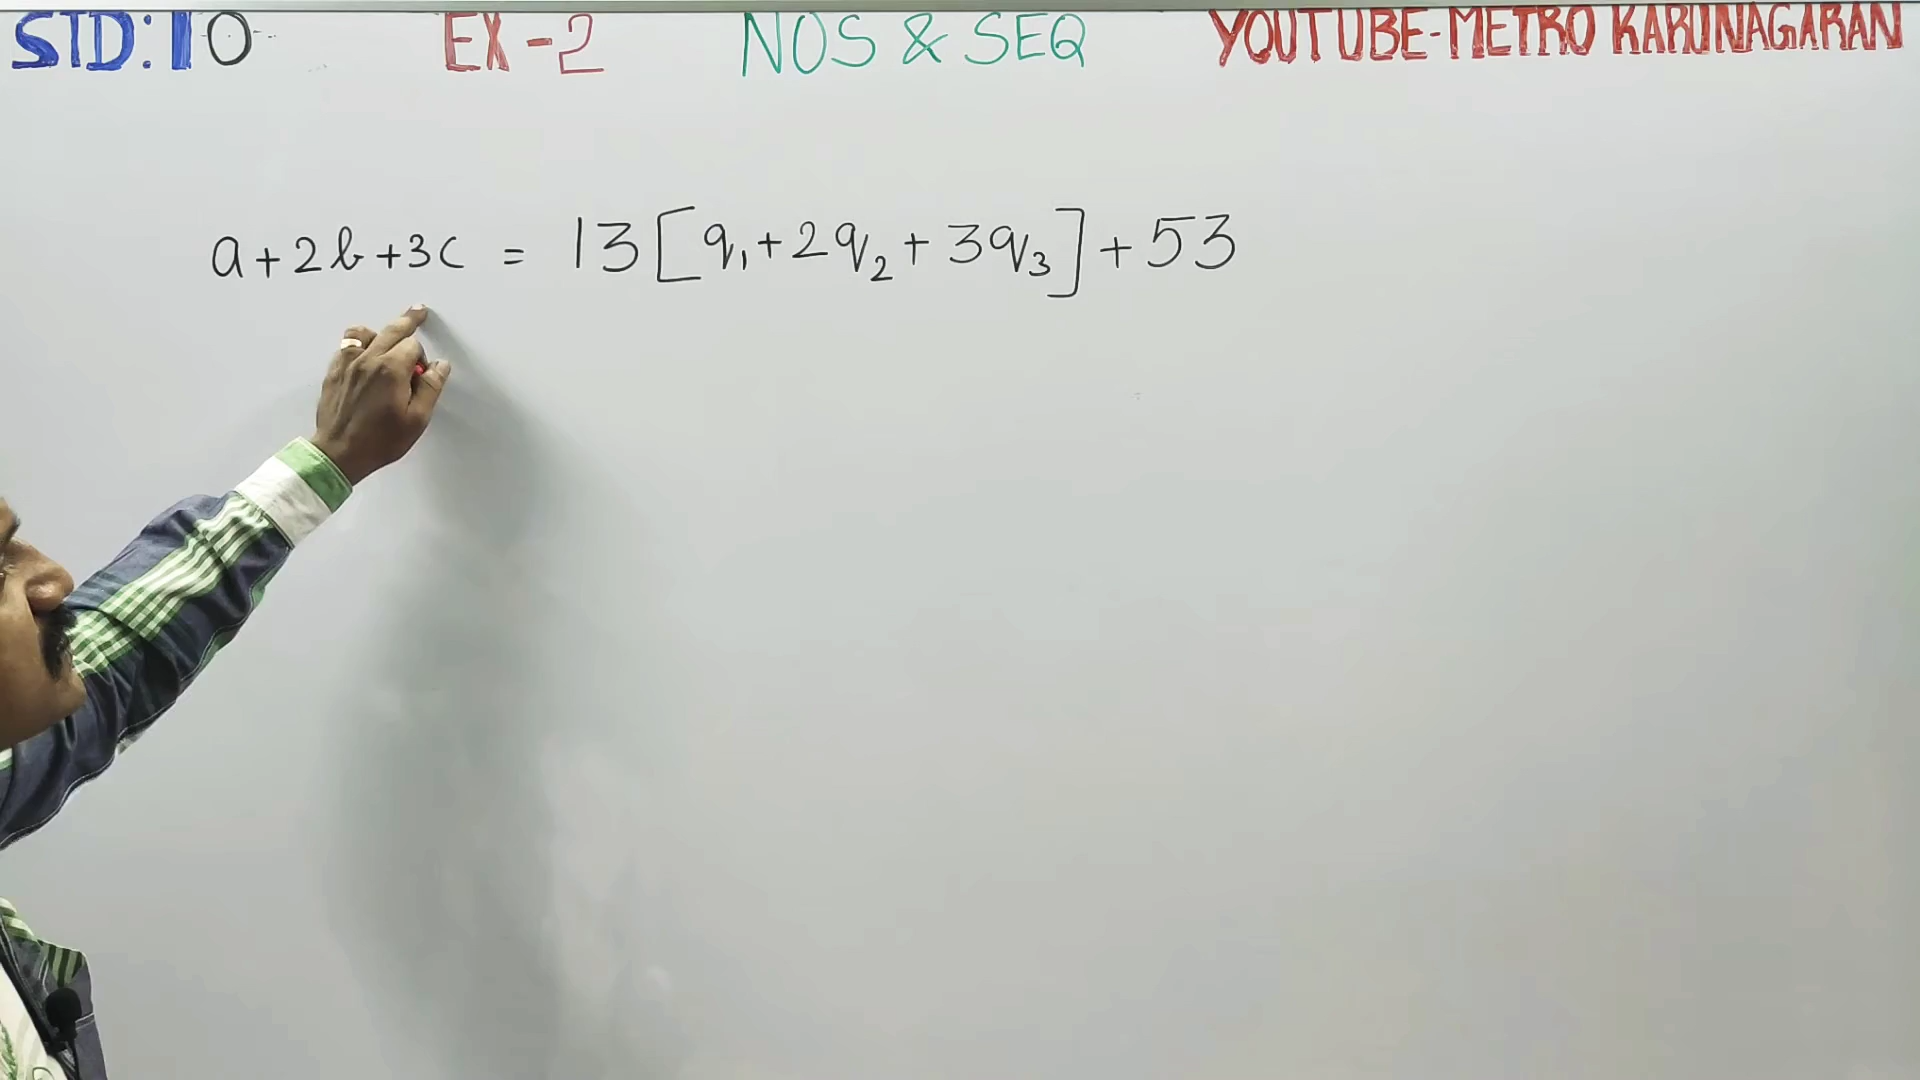 STD: 10 EX-2 NOS & SEQ YOUTUBE-METRO KARUNAGARAN
a+2b+3c = 13[q₁+2q₂+3q₃]+53